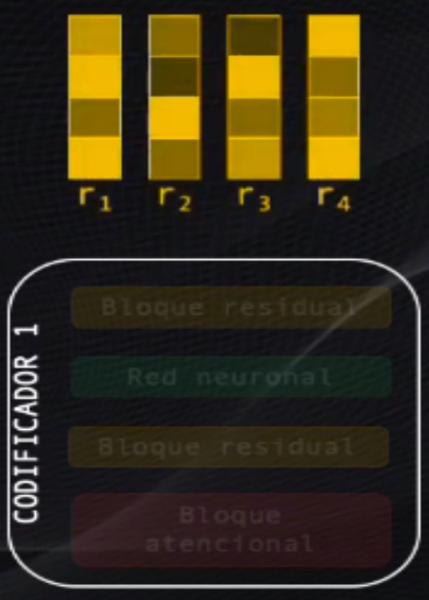 r1 r2 r3 r4
CODIFICADOR 1
Bloque residual
Red neuronal
Bloque residual
Bloque
atencional